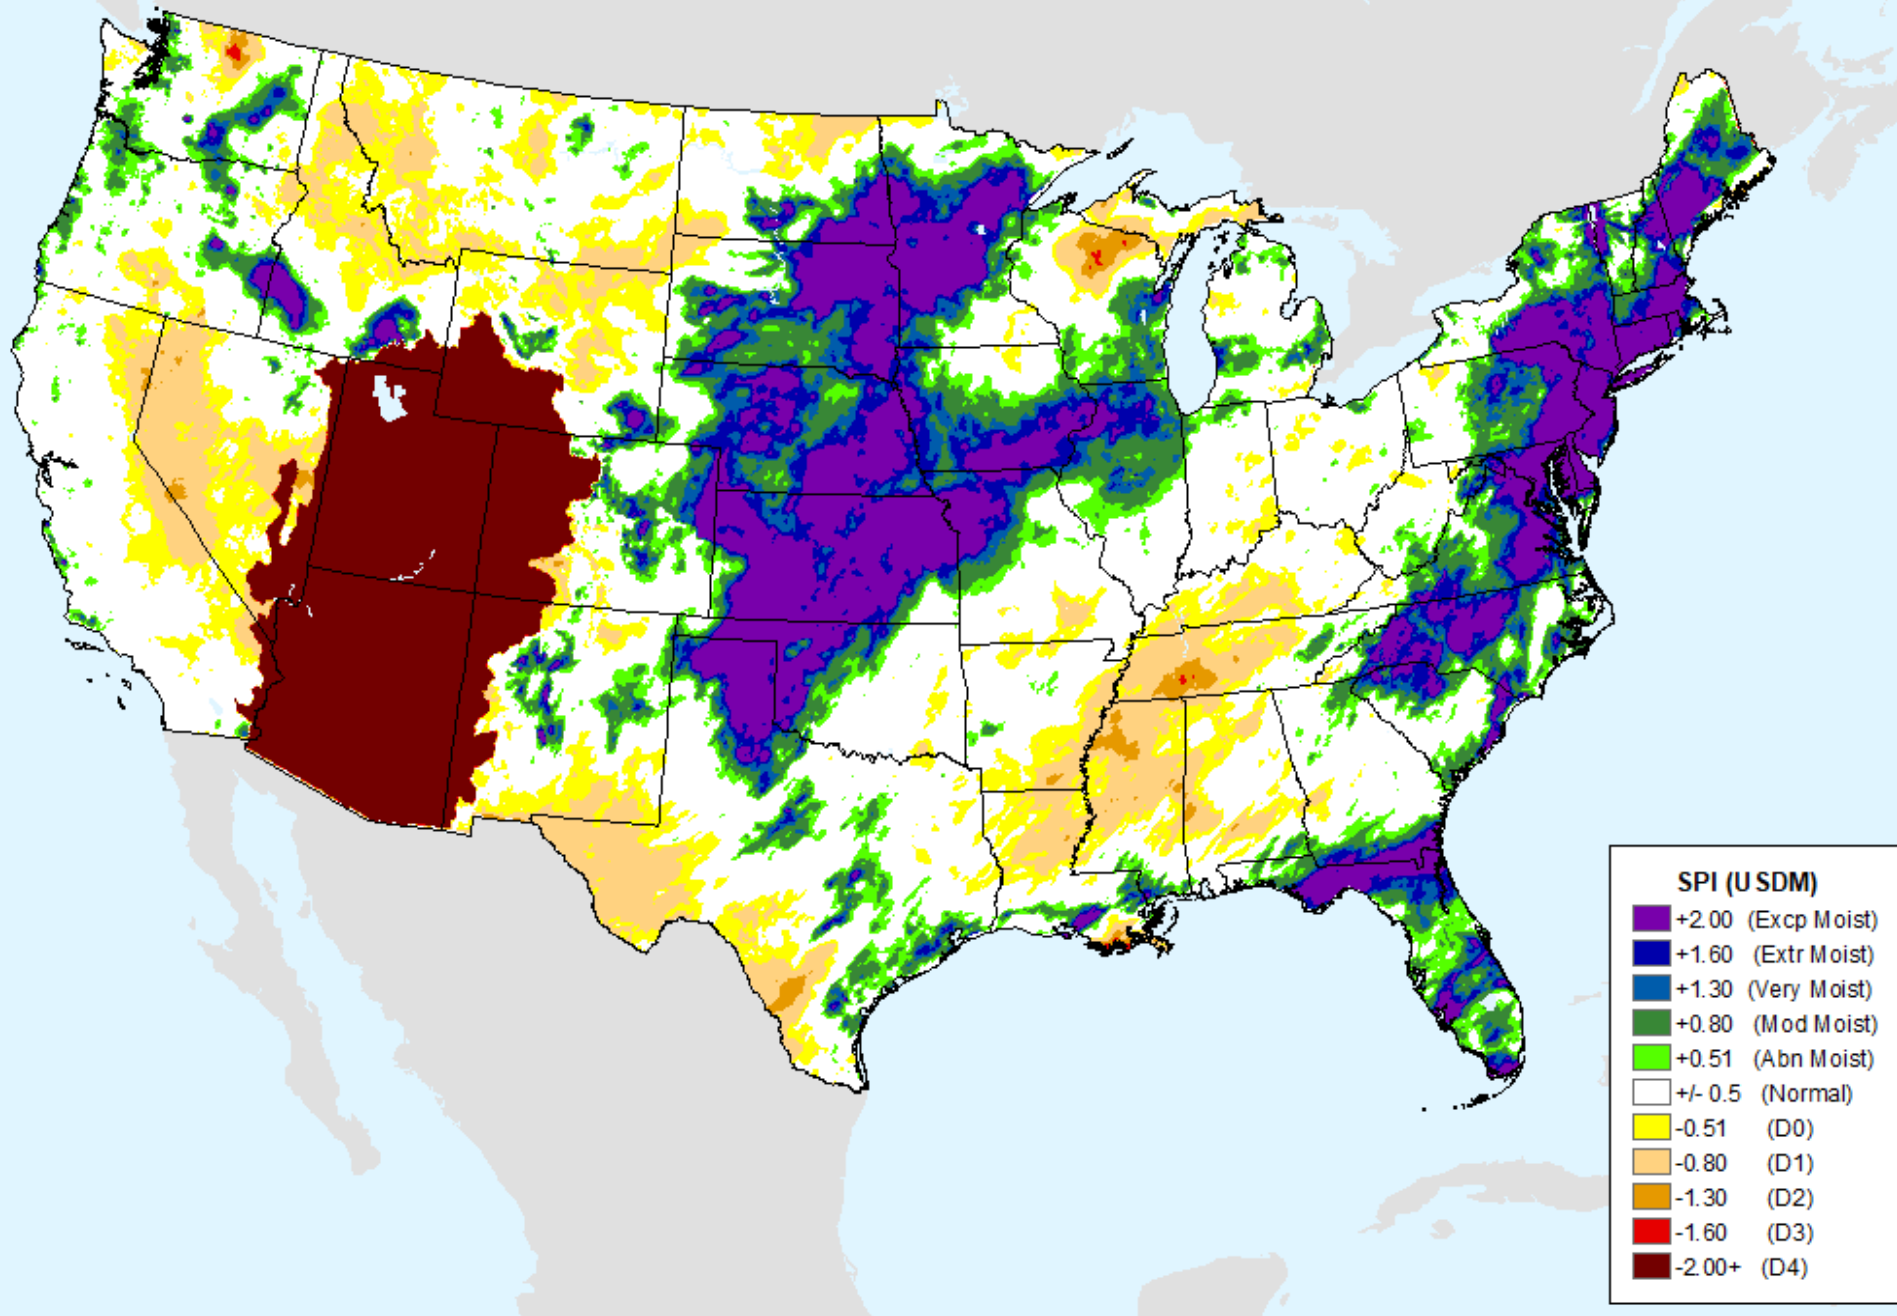 SPI (USDM)
+2.00 (Excp Moist)
+1.60 (Extr Moist)
+1.30 (Very Moist)
+0.80 (Mod Moist)
+0.51 (Abn Moist)
+/- 0.5 (Normal)
-0.51 (D0)
-0.80 (D1)
-1.30 (D2)
-1.60 (D3)
-2.00+ (D4)